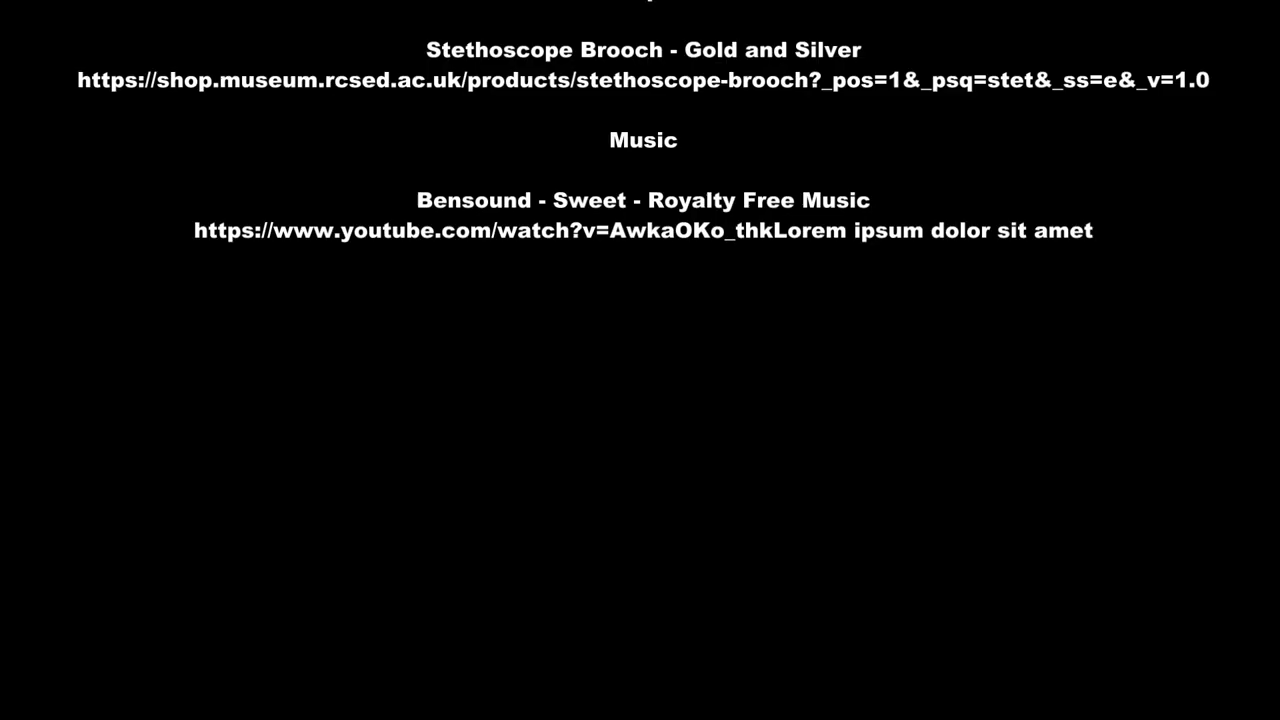 Stethoscope Brooch - Gold and Silver
https://shop.museum.rcsed.ac.uk/products/stethoscope-brooch?_pos=1&_psq=stet&_ss=e&_v=1.0
Music
Bensound - Sweet - Royalty Free Music
https://www.youtube.com/watch?v=AwkaOKo_thkLorem ipsum dolor sit amet